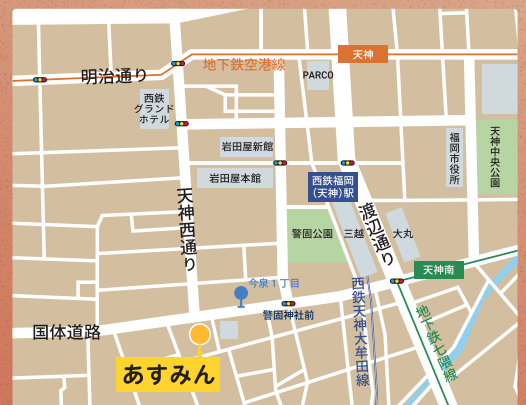 地下鉄空港線
天神
明治通り
PARCO
西鉄
グランド
ホテル
岩田屋新館
岩田屋本館
福岡市役所
天神中央公園
西鉄福岡
(天神)駅
天神西通り
渡辺通り
警固公園
三越
大丸
天神南
今泉1丁目
警固神社前
西鉄天神大牟田線
地下鉄七隈線
国体道路
あすみん